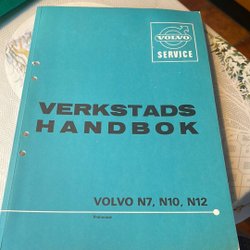 VOLVO
SERVICE
VERKSTADS
HANDBOK
VOLVO N7, N10, N12